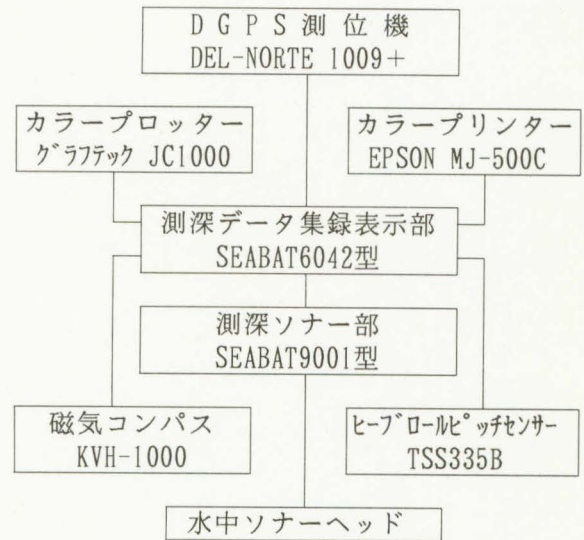 DGPS測位機
DEL-NORTE 1009+
カラープロッター
グラフテック JC1000
カラープリンター
EPSON MJ-500C
測深データ集録表示部
SEABAT6042型
測深ソナー部
SEABAT9001型
磁気コンパス
KVH-1000
ヒーブロールピッチセンサー
TSS335B
水中ソナーヘッド